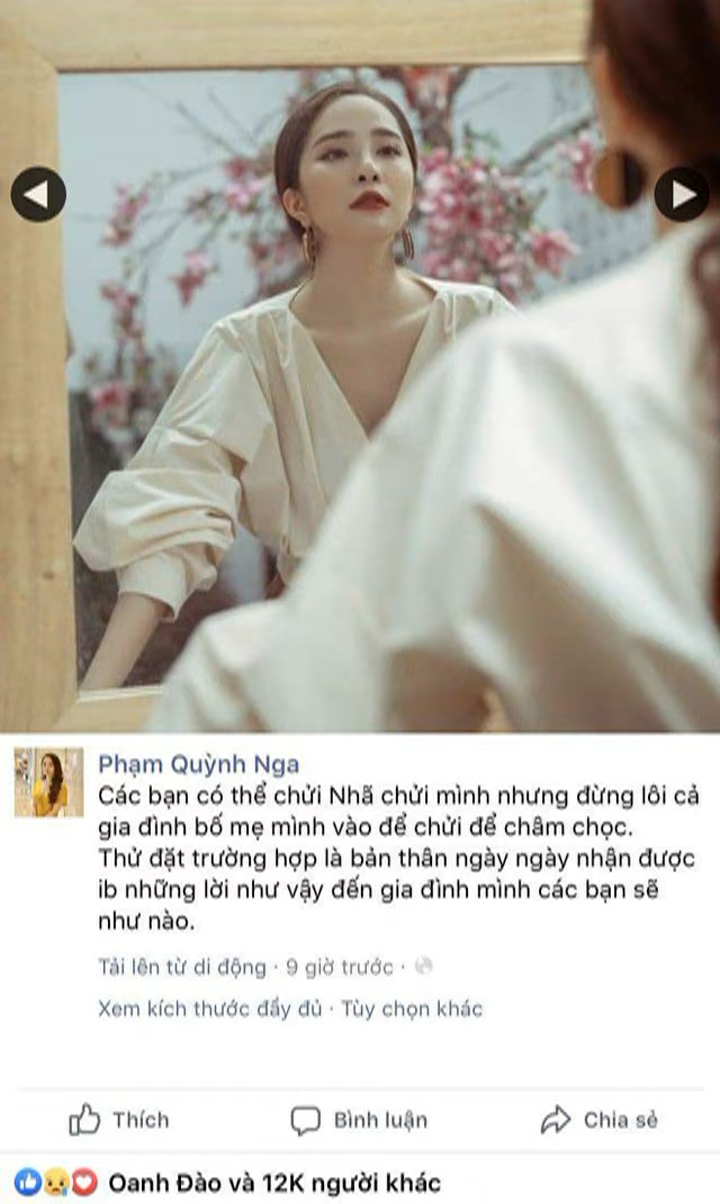 Phạm Quỳnh Nga
Các bạn có thể chửi Nhã chửi mình nhưng đừng lôi cả
gia đình bố mẹ mình vào để chửi để châm chọc.
Thử đặt trường hợp là bản thân ngày ngày nhận được
ib những lời như vậy đến gia đình mình các bạn sẽ
như nào.
Tải lên từ di động · 9 giờ trước ·
Xem kích thước đầy đủ · Tùy chọn khác
Thích Bình luận Chia sẻ
Oanh Đào và 12K người khác